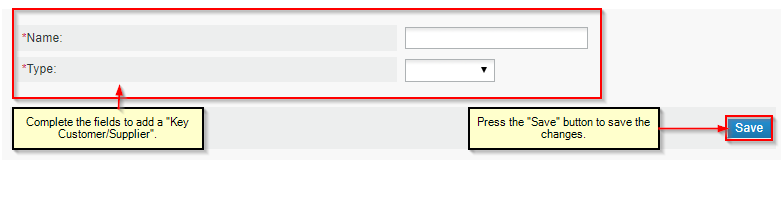 *Name:
*Type:
Complete the fields to add a "Key
Customer/Supplier".
Press the "Save" button to save the
changes.
Save